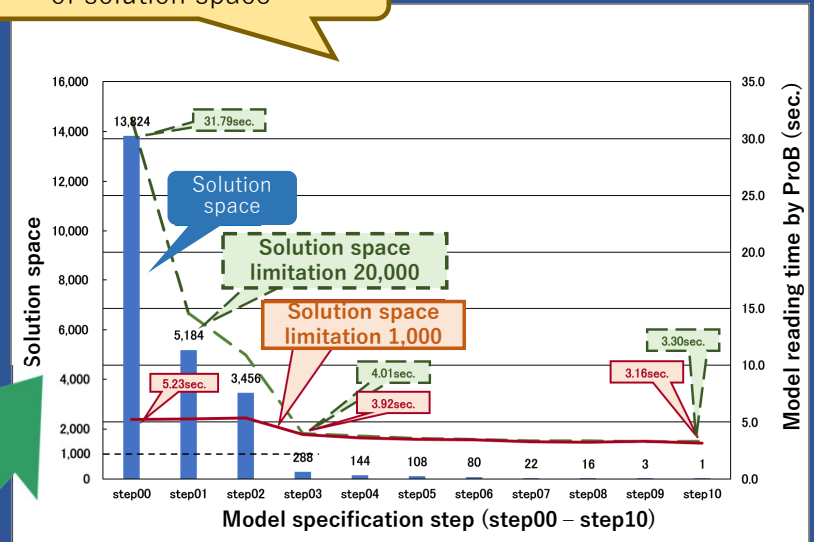 of solution space
16,000
14,000
12,000
10,000
8,000
6,000
4,000
2,000
1,000
0
Solution space
35.0
30.0
25.0
20.0
15.0
10.0
5.0
0.0
Model reading time by ProB (sec.)
13,824
31.79sec.
Solution
space
Solution space
limitation 20,000
Solution space
limitation 1,000
5,184
3,456
5.23sec.
4.01sec.
3.92sec.
3.30sec.
3.16sec.
288
144
108
80
22
16
3
1
step00 step01 step02 step03 step04 step05 step06 step07 step08 step09 step10
Model specification step (step00 – step10)